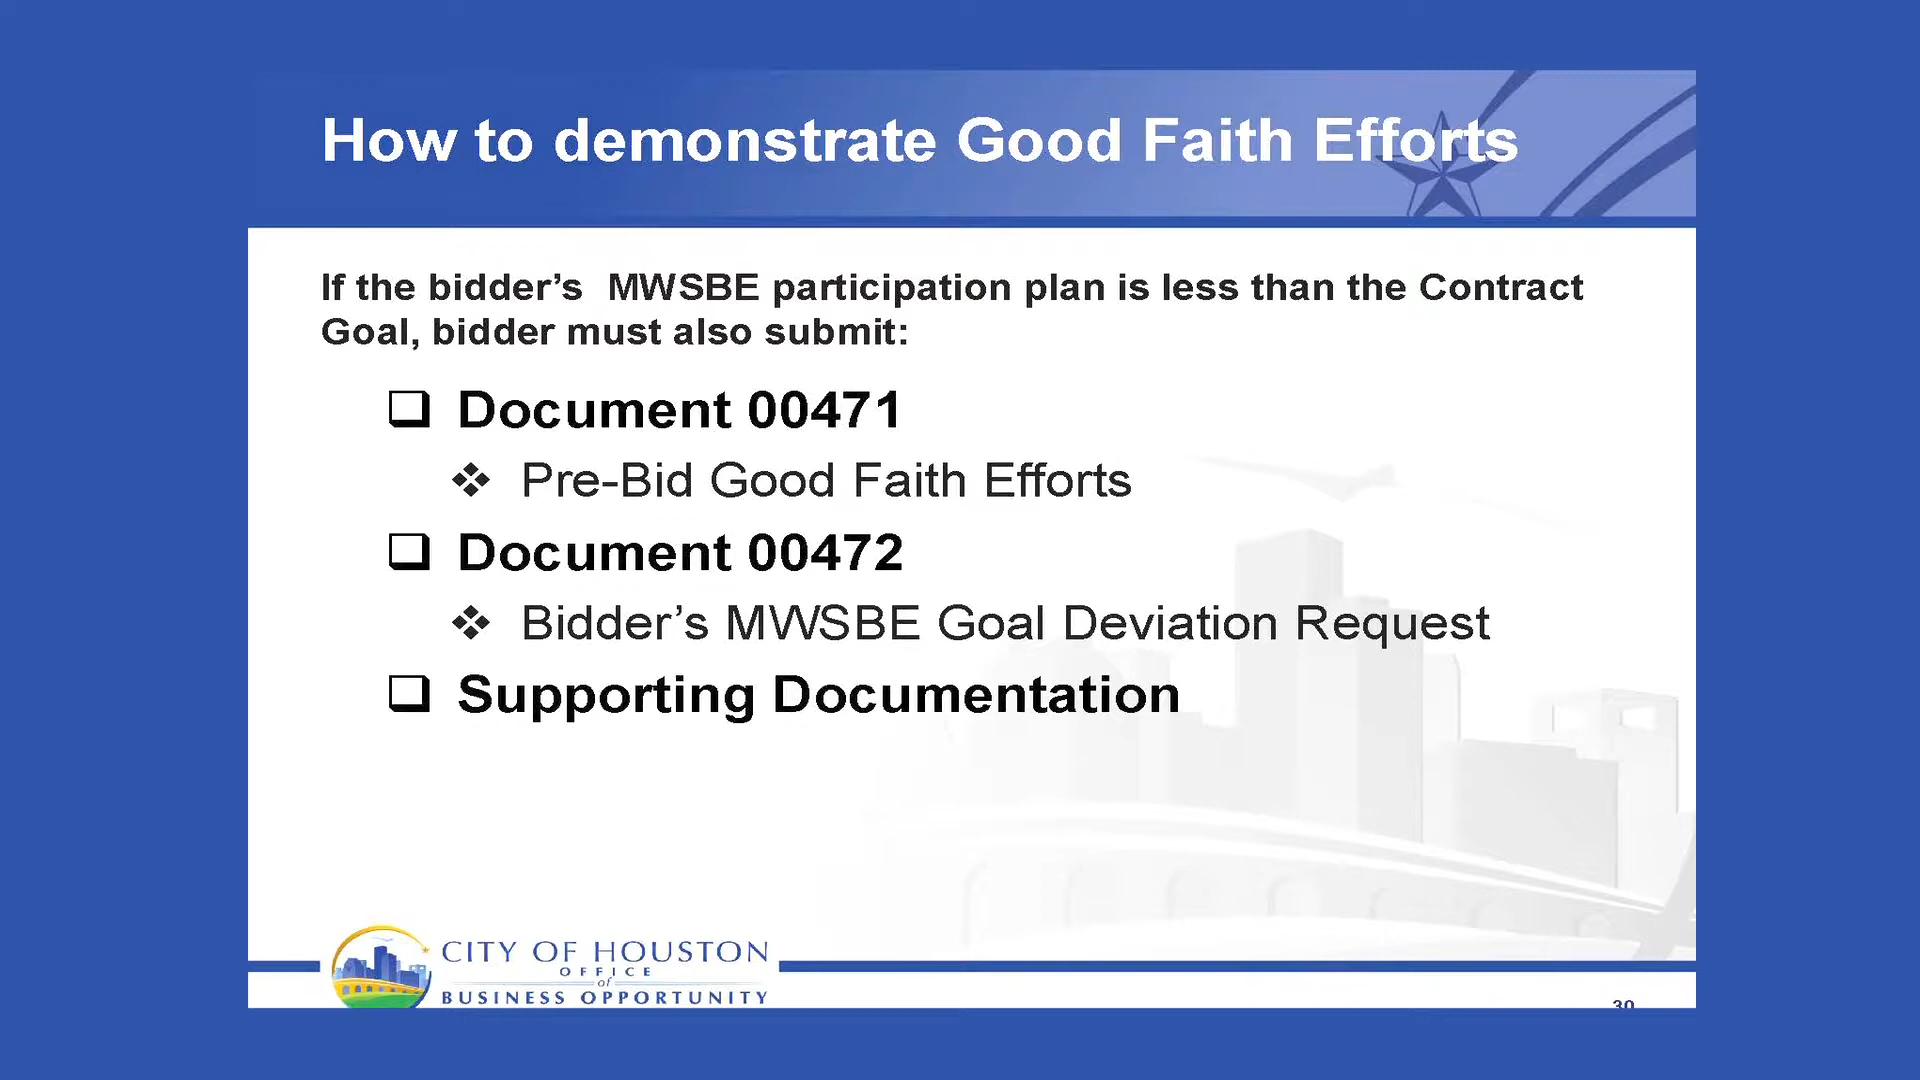 How to demonstrate Good Faith Efforts
If the bidder’s MWSBE participation plan is less than the Contract
Goal, bidder must also submit:
Document 00471
Pre-Bid Good Faith Efforts
Document 00472
Bidder’s MWSBE Goal Deviation Request
Supporting Documentation
CITY OF HOUSTON
OFFICE
of
BUSINESS OPPORTUNITY
30